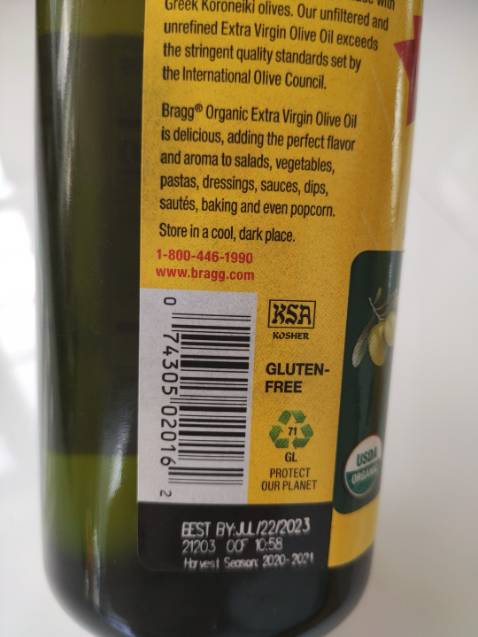 with
Greek Koroneiki olives. Our unfiltered and
unrefined Extra Virgin Olive Oil exceeds
the stringent quality standards set by
the International Olive Council.
Bragg® Organic Extra Virgin Olive Oil
is delicious, adding the perfect flavor
and aroma to salads, vegetables,
pastas, dressings, sauces, dips,
sautés, baking and even popcorn.
Store in a cool, dark place.
1-800-446-1990
www.bragg.com
0 74305 02016 2
KSA
KOSHER
GLUTEN-
FREE
71
GL
PROTECT
OUR PLANET
USDA
ORGANIC
BEST BY:JUL/22/2023
21203 OOF 10:58
Harvest Season: 2020-2021